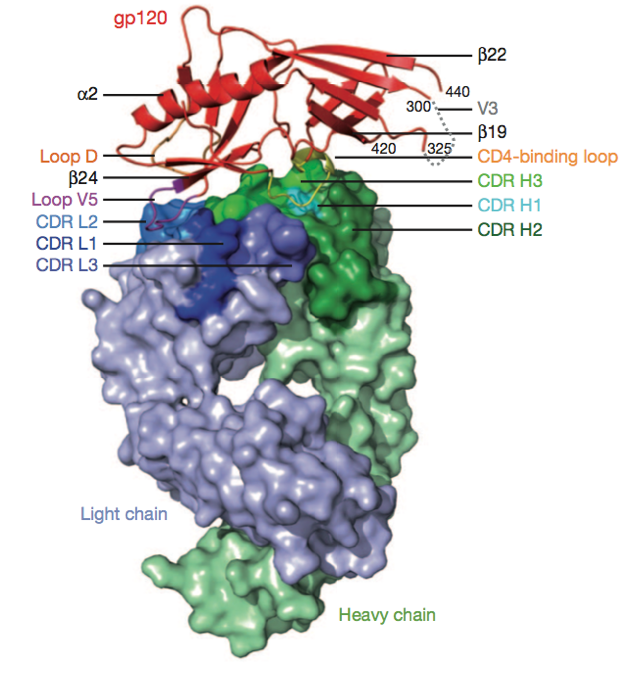 gp120
β22
α2
440
300
V3
β19
420
325
Loop D
CD4-binding loop
β24
CDR H3
Loop V5
CDR H1
CDR L2
CDR H2
CDR L1
CDR L3
Light chain
Heavy chain